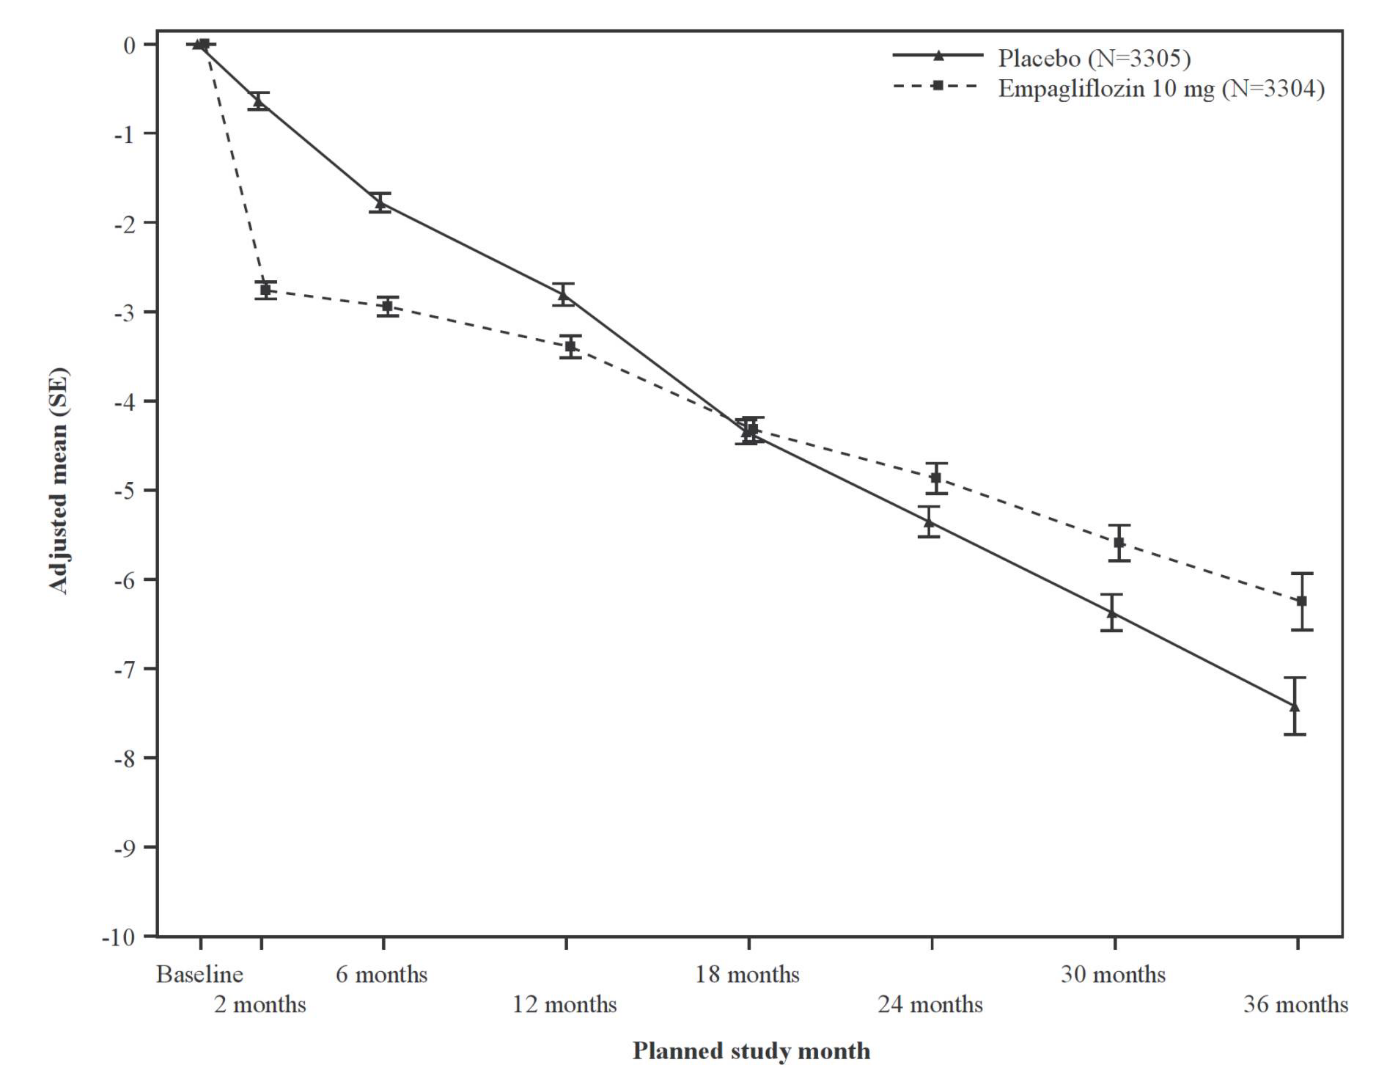 Placebo (N=3305)
Empagliflozin 10 mg (N=3304)
0
-1
-2
-3
-4
-5
-6
-7
-8
-9
-10
Adjusted mean (SE)
Baseline
2 months
6 months
12 months
18 months
24 months
30 months
36 months
Planned study month